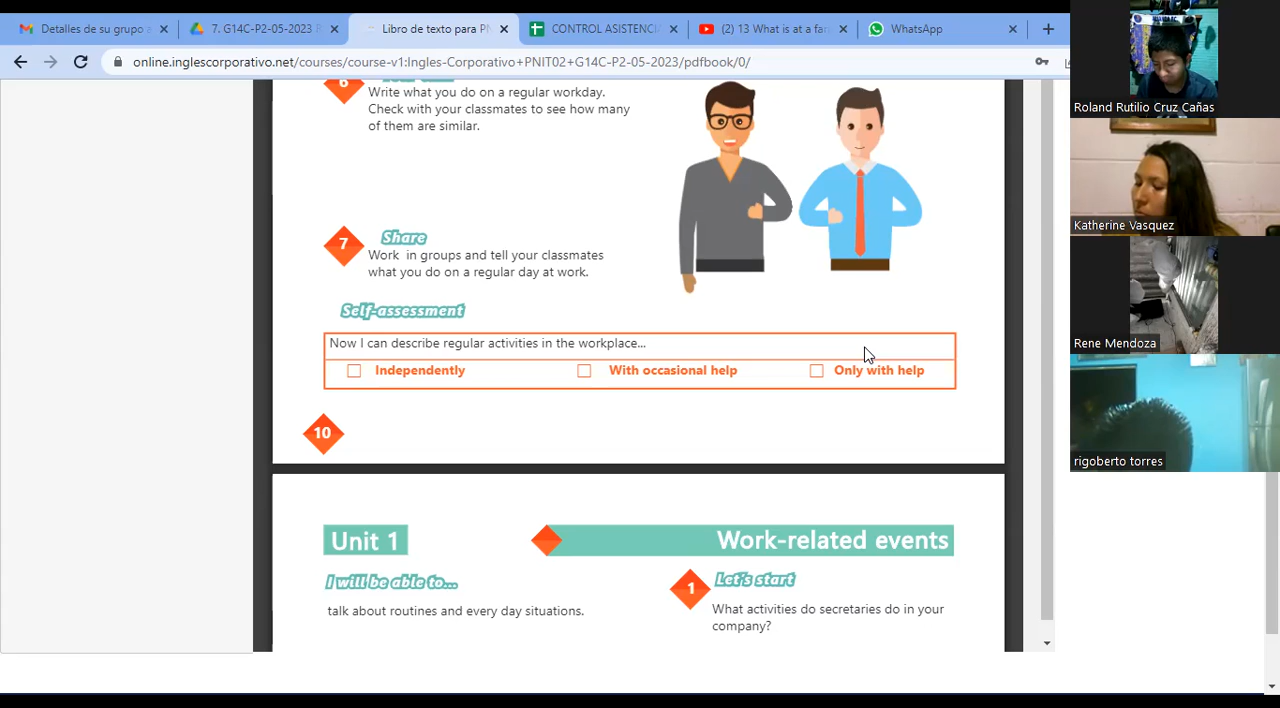 Detalles de su grupo a
7. G14C-P2-05-2023 R
Libro de texto para
CONTROL ASISTENCI
(2) 13 What is at a far
WhatsApp
online.inglescorporativo.net/courses/course-v1:Ingles-Corporativo+PNIT02+G14C-P2-05-2023/pdfbook/0/
6
Write what you do on a regular workday.
Check with your classmates to see how many
of them are similar.
7
Share
Work in groups and tell your classmates
what you do on a regular day at work.
Self-assessment
Now I can describe regular activities in the workplace...
Independently
With occasional help
Only with help
10
Unit 1
Work-related events
I will be able to...
talk about routines and every day situations.
1
Let's start
What activities do secretaries do in your
company?
Roland Rutilio Cruz Cañas
Katherine Vasquez
Rene Mendoza
rigoberto torres